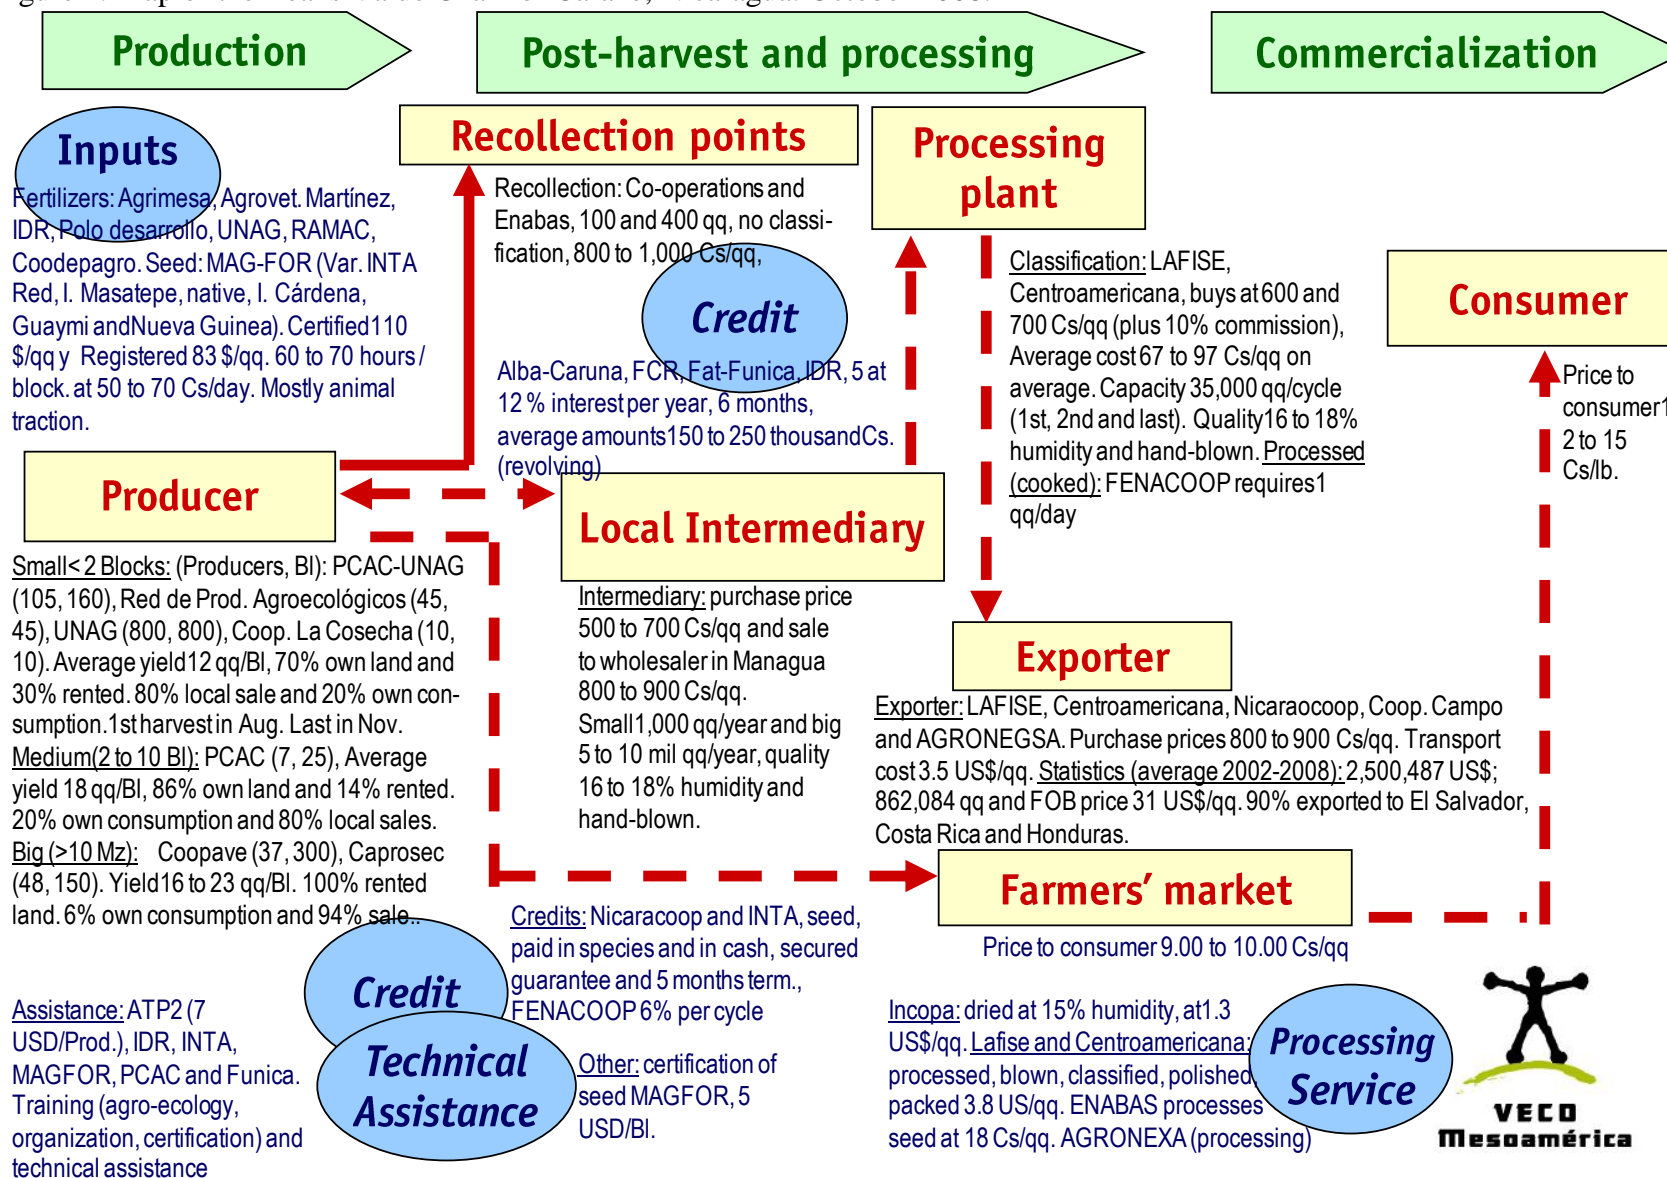 Production
Post-harvest and processing
Commercialization
Inputs
Fertilizers: Agrimesa, Agrovet. Martínez,
IDR, Polo desarrollo, UNAG, RAMAC,
Coodepagro. Seed: MAG-FOR (Var. INTA
Red, I. Masatepe, native, I. Cárdena,
Guaymi andNueva Guinea). Certified110
$/qq y Registered 83 $/qq. 60 to 70 hours /
block. at 50 to 70 Cs/day. Mostly animal
traction.
Recollection points
Recollection: Co-operations and
Enabas, 100 and 400 qq, no classi-
fication, 800 to 1,000 Cs/qq,
Credit
Alba-Caruna, FCR, Fat-Funica, IDR, 5 at
12 % interest per year, 6 months,
average amounts150 to 250 thousandCs.
(revolving)
Processing
plant
Classification: LAFISE,
Centroamericana, buys at 600 and
700 Cs/qq (plus 10% commission),
Average cost 67 to 97 Cs/qq on
average. Capacity 35,000 qq/cycle
(1st, 2nd and last). Quality16 to 18%
humidity and hand-blown. Processed
(cooked): FENACOOP requires1
qq/day
Consumer
Price to
consumer1
2 to 15
Cs/lb.
Producer
Small< 2 Blocks: (Producers, Bl): PCAC-UNAG
(105, 160), Red de Prod. Agroecológicos (45,
45), UNAG (800, 800), Coop. La Cosecha (10,
10). Average yield12 qq/Bl, 70% own land and
30% rented. 80% local sale and 20% own con-
sumption.1st harvest in Aug. Last in Nov.
Medium(2 to 10 Bl): PCAC (7, 25), Average
yield 18 qq/Bl, 86% own land and 14% rented.
20% own consumption and 80% local sales.
Big (>10 Mz): Coopave (37, 300), Caprosec
(48, 150). Yield16 to 23 qq/Bl. 100% rented
land. 6% own consumption and 94% sale..
Local Intermediary
Intermediary: purchase price
500 to 700 Cs/qq and sale
to wholesaler in Managua
800 to 900 Cs/qq.
Small1,000 qq/year and big
5 to 10 mil qq/year, quality
16 to 18% humidity and
hand-blown.
Exporter
Exporter: LAFISE, Centroamericana, Nicaraocoop, Coop. Campo
and AGRONEGSA. Purchase prices 800 to 900 Cs/qq. Transport
cost 3.5 US$/qq. Statistics (average 2002-2008): 2,500,487 US$;
862,084 qq and FOB price 31 US$/qq. 90% exported to El Salvador,
Costa Rica and Honduras.
Farmers’ market
Price to consumer 9.00 to 10.00 Cs/qq
Credit
Credits: Nicaracoop and INTA, seed,
paid in species and in cash, secured
guarantee and 5 months term.,
FENACOOP 6% per cycle
Assistance: ATP2 (7
USD/Prod.), IDR, INTA,
MAGFOR, PCAC and Funica.
Training (agro-ecology,
organization, certification) and
technical assistance
Technical
Assistance
Other: certification of
seed MAGFOR, 5
USD/Bl.
Incopa: dried at 15% humidity, at1.3
US$/qq. Lafise and Centroamericana:
processed, blown, classified, polished,
packed 3.8 US/qq. ENABAS processes
seed at 18 Cs/qq. AGRONEXA (processing)
Processing
Service
VECO
Mesoamérica